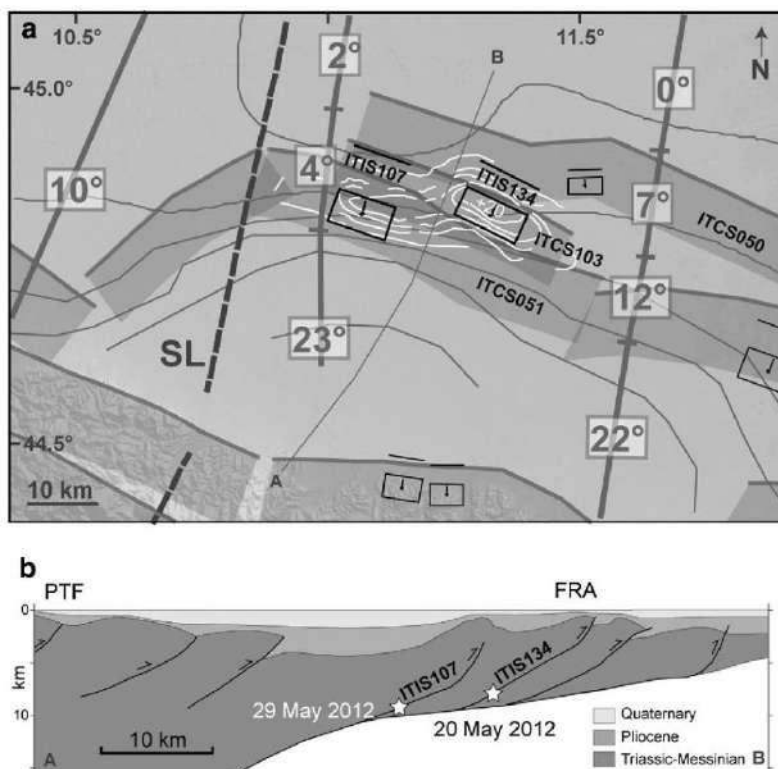 a
10.5°
11.5°
N
45.0°
2°
B
0°
ITIS107
4°
ITIS134
10°
+20
7°
ITCS050
ITCS103
ITCS051
12°
SL
23°
22°
44.5°
A
10 km
b
PTF
FRA
0
km
10
ITIS107
ITIS134
29 May 2012
20 May 2012
10 km
A
B
Quaternary
Pliocene
Triassic-Messinian